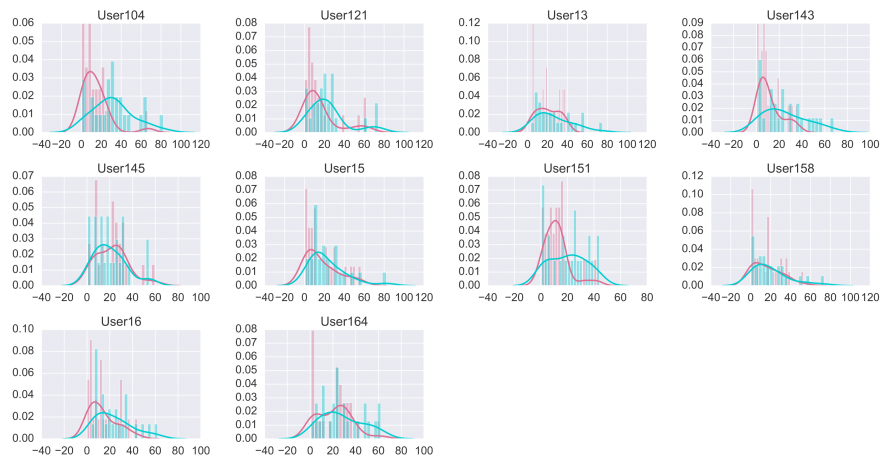 User104 User121 User13 User143
0.06 0.08 0.12 0.09
0.05 0.07 0.10 0.08
0.04 0.06 0.08 0.07
0.03 0.05 0.06 0.06
0.02 0.04 0.04 0.05
0.01 0.03 0.02 0.04
0.00 0.02 0.00 0.03
0.01 0.02
0.00 0.01
0.00
−40 −20 0 20 40 60 80 100 120 −40 −20 0 20 40 60 80 100 120 −40 −20 0 20 40 60 80 100 120 −40 −20 0 20 40 60 80 100
User145 User15 User151 User158
0.07 0.08 0.08 0.12
0.06 0.07 0.07 0.10
0.05 0.06 0.06 0.08
0.04 0.05 0.05 0.06
0.03 0.04 0.04 0.04
0.02 0.03 0.03 0.02
0.01 0.02 0.02 0.00
0.00 0.01 0.01
0.00 0.00
−40 −20 0 20 40 60 80 100 −40 −20 0 20 40 60 80 100 120 −40 −20 0 20 40 60 80 −40 −20 0 20 40 60 80 100 120
User16 User164
0.10 0.08
0.08 0.07
0.06 0.06
0.04 0.05
0.02 0.04
0.00 0.03
0.02
0.01
0.00
−40 −20 0 20 40 60 80 100 −40 −20 0 20 40 60 80 100